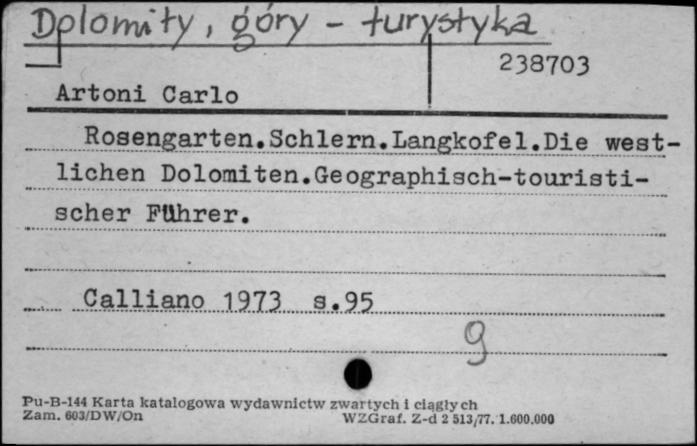 Dolomity, góry - turystyka
238703
Artoni Carlo
Rosengarten.Schlern.Langkofel.Die west-
lichen Dolomiten.Geographisch-touristi-
scher Führer.
Calliano 1973 s.95
g
Pu-B-144 Karta katalogowa wydawnictw zwartych i ciągłych
Zam. 603/DW/On WZGraf. Z-d 2 513/77. 1.600.000